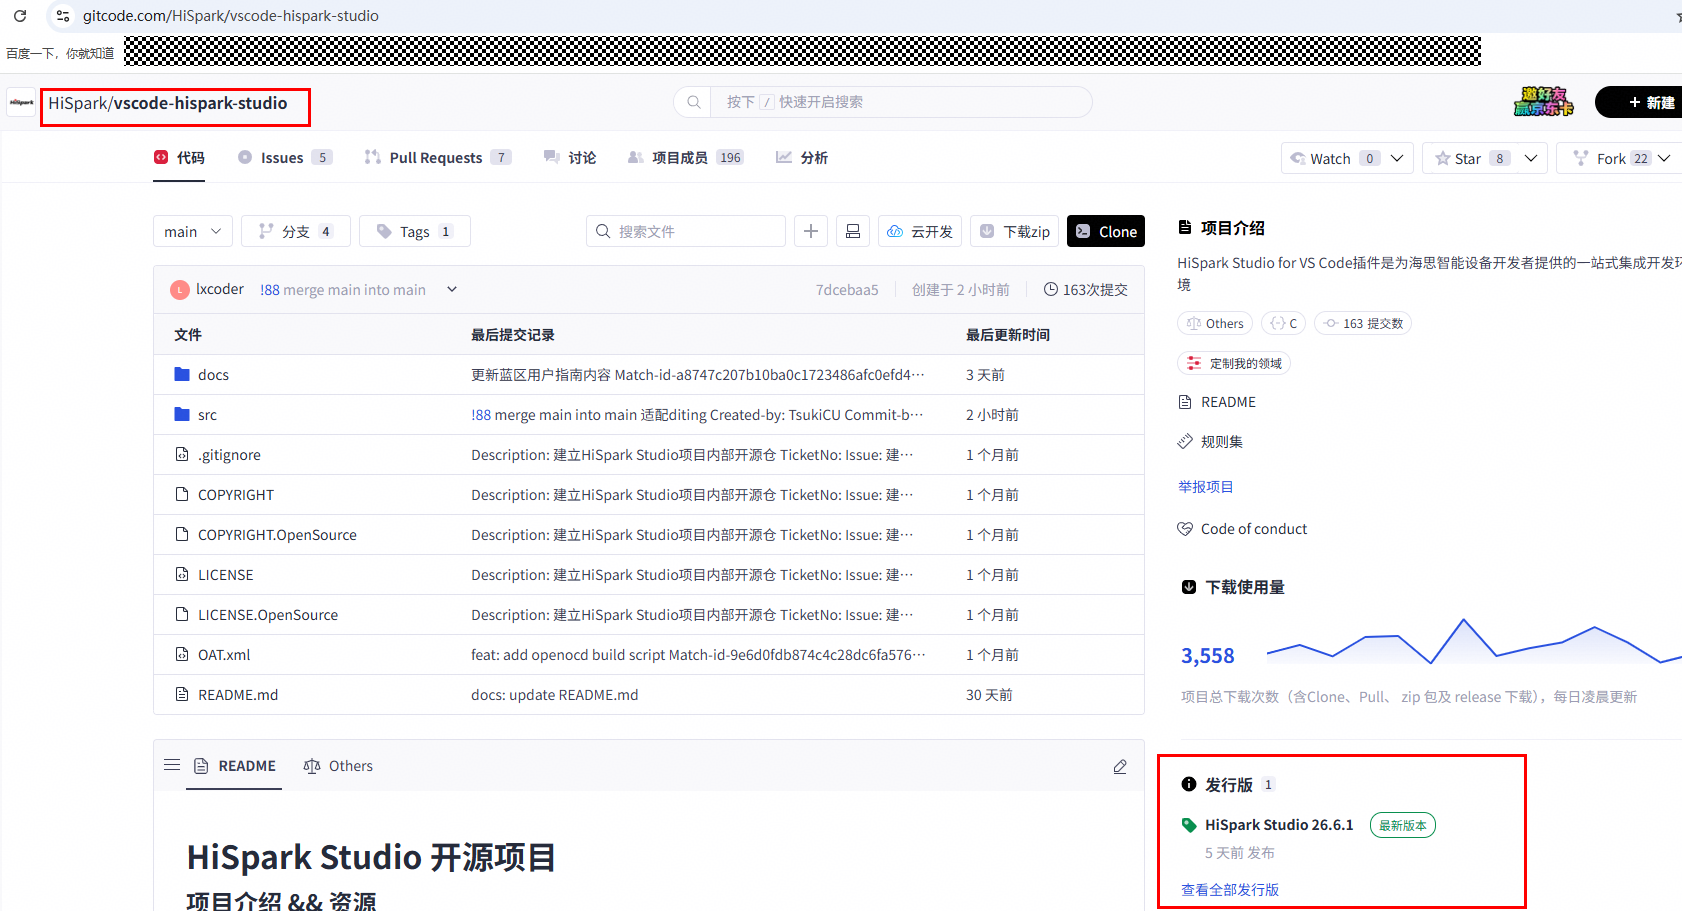 gitcode.com/HiSpark/vscode-hispark-studio
百度一下，你就知道
HiSpark
HiSpark/vscode-hispark-studio
按下 / 快速开启搜索
邀好友
赢京东卡
+ 新建
代码
Issues 5
Pull Requests 7
讨论
项目成员 196
分析
Watch 0
Star 8
Fork 22
main
分支 4
Tags 1
搜索文件
云开发
下载zip
Clone
L lxcoder !88 merge main into main
7dcebaa5 创建于 2 小时前 163次提交
文件 最后提交记录 最后更新时间
docs 更新蓝区用户指南内容 Match-id-a8747c207b10ba0c1723486afc0efd4··· 3 天前
src !88 merge main into main 适配diting Created-by: TsukiCU Commit-b··· 2 小时前
.gitignore Description: 建立HiSpark Studio项目内部开源仓 TicketNo: Issue: 建··· 1 个月前
COPYRIGHT Description: 建立HiSpark Studio项目内部开源仓 TicketNo: Issue: 建··· 1 个月前
COPYRIGHT.OpenSource Description: 建立HiSpark Studio项目内部开源仓 TicketNo: Issue: 建··· 1 个月前
LICENSE Description: 建立HiSpark Studio项目内部开源仓 TicketNo: Issue: 建··· 1 个月前
LICENSE.OpenSource Description: 建立HiSpark Studio项目内部开源仓 TicketNo: Issue: 建··· 1 个月前
OAT.xml feat: add openocd build script Match-id-9e6d0fdb874c4c28dc6fa576··· 1 个月前
README.md docs: update README.md 30 天前
README Others
HiSpark Studio 开源项目
项目介绍 && 资源
项目介绍
HiSpark Studio for VS Code插件是为海思智能设备开发者提供的一站式集成开发环
境
Others C 163 提交数
定制我的领域
README
规则集
举报项目
Code of conduct
下载使用量
3,558
项目总下载次数（含Clone、Pull、 zip 包及 release 下载），每日凌晨更新
发行版 1
HiSpark Studio 26.6.1 最新版本
5 天前 发布
查看全部发行版